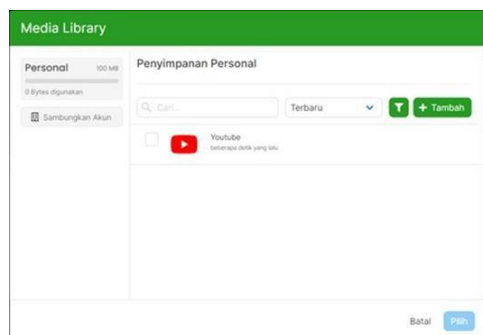 Media Library
Personal 100 MB
0 Bytes digunakan
Sambungkan Akun
Penyimpanan Personal
Cari...
Terbaru
+ Tambah
Youtube
beberapa detik yang lalu
Batal
Pilih